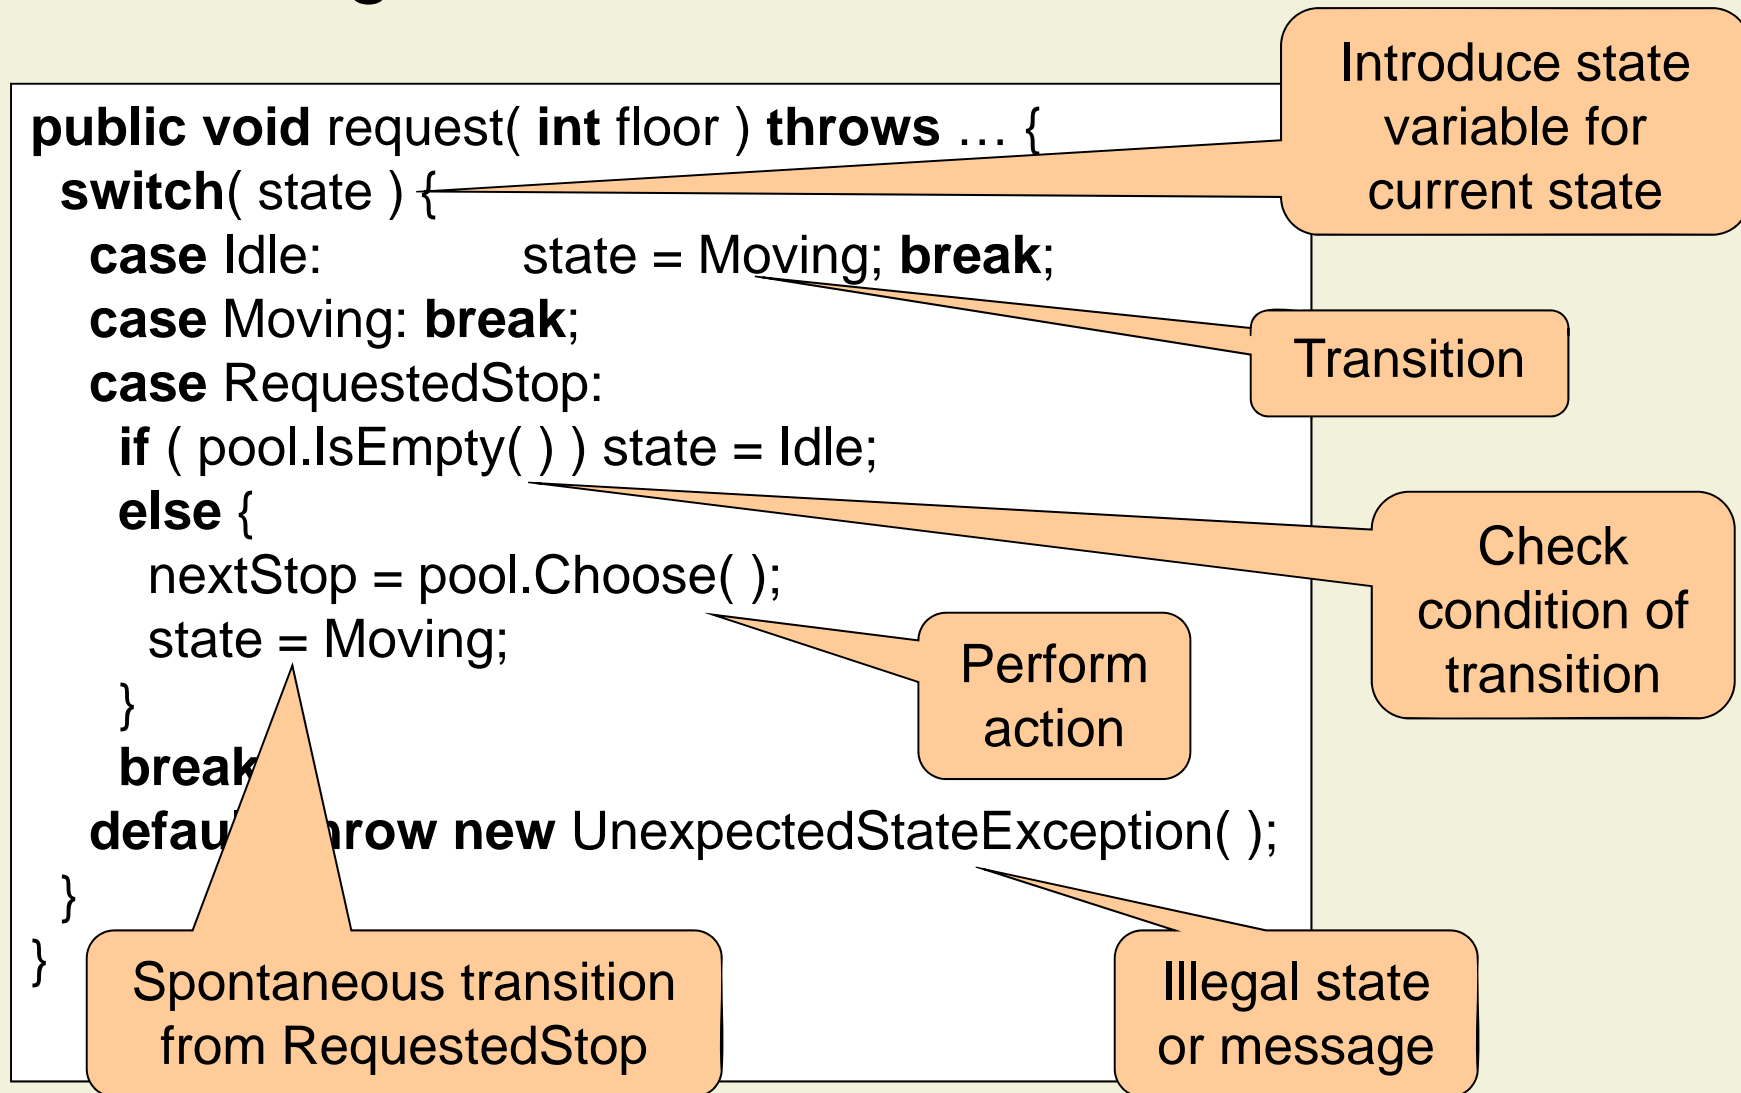 public void request( int floor ) throws … {
switch( state ) {
case Idle: state = Moving; break;
case Moving: break;
case RequestedStop:
if ( pool.IsEmpty( ) ) state = Idle;
else {
nextStop = pool.Choose( );
state = Moving;
}
break
new UnexpectedStateException( );
}
}
Introduce state
variable for
current state
Transition
Check
condition of
transition
Perform
action
Spontaneous transition
from RequestedStop
Illegal state
or message